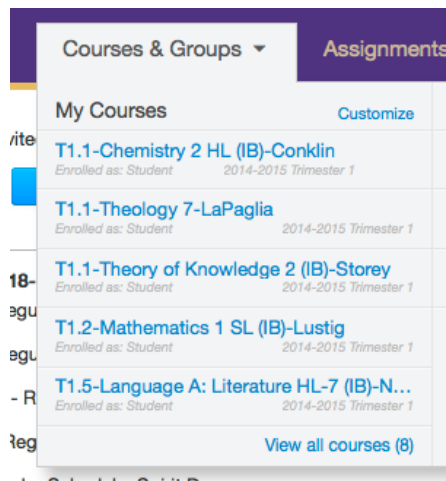 Courses & Groups
Assignments
My Courses
Customize
T1.1-Chemistry 2 HL (IB)-Conklin
Enrolled as: Student 2014-2015 Trimester 1
T1.1-Theology 7-LaPaglia
Enrolled as: Student 2014-2015 Trimester 1
T1.1-Theory of Knowledge 2 (IB)-Storey
Enrolled as: Student 2014-2015 Trimester 1
T1.2-Mathematics 1 SL (IB)-Lustig
Enrolled as: Student 2014-2015 Trimester 1
T1.5-Language A: Literature HL-7 (IB)-N...
Enrolled as: Student 2014-2015 Trimester 1
View all courses (8)
18-
- R